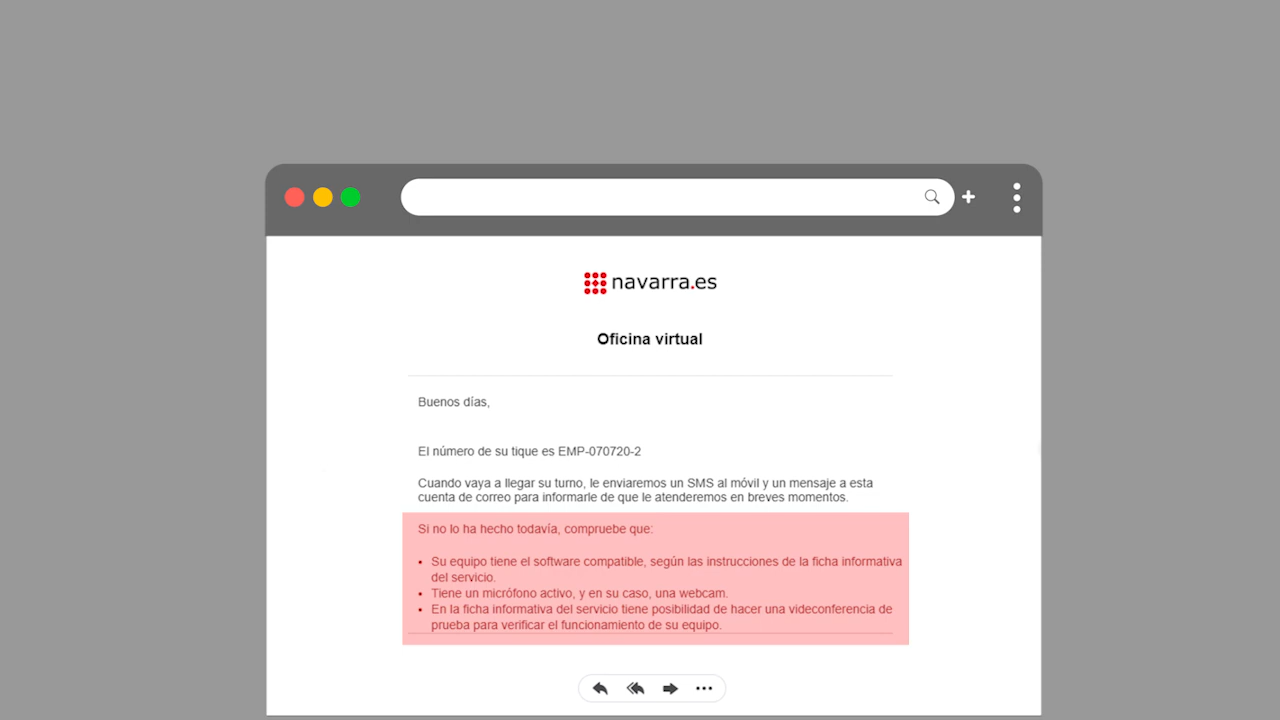 navarra.es
Oficina virtual
Buenos días,
El número de su tique es EMP-070720-2
Cuando vaya a llegar su turno, le enviaremos un SMS al móvil y un mensaje a esta
cuenta de correo para informarle de que le atenderemos en breves momentos.
Si no lo ha hecho todavía, compruebe que:
• Su equipo tiene el software compatible, según las instrucciones de la ficha informativa
del servicio.
• Tiene un micrófono activo, y en su caso, una webcam.
• En la ficha informativa del servicio tiene posibilidad de hacer una videconferencia de
prueba para verificar el funcionamiento de su equipo.